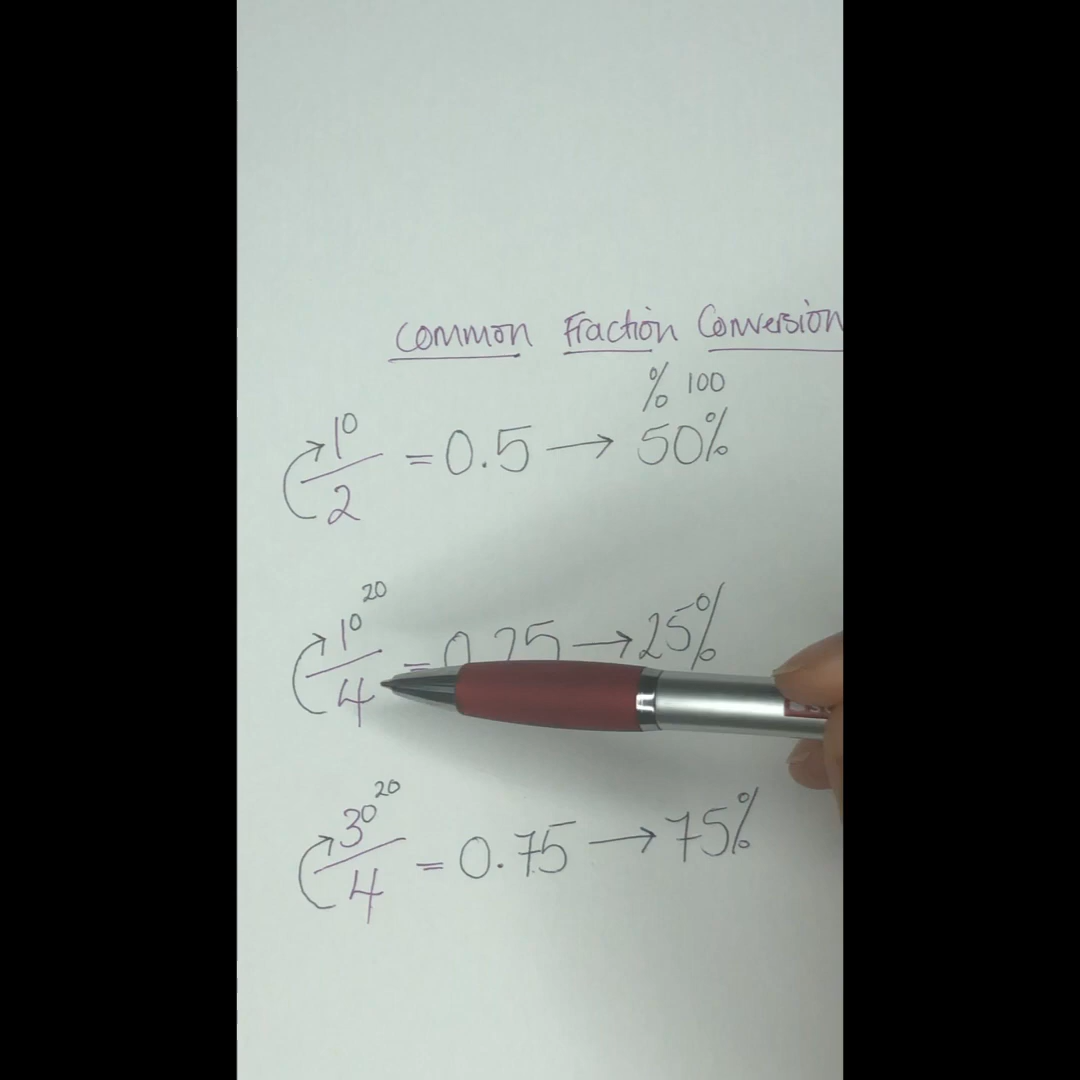 Common Fraction Conversion
% 100
1⁰/2 = 0.5 → 50%
20
1⁰/4 = 0.25 → 25%
20
3⁰/4 = 0.75 → 75%